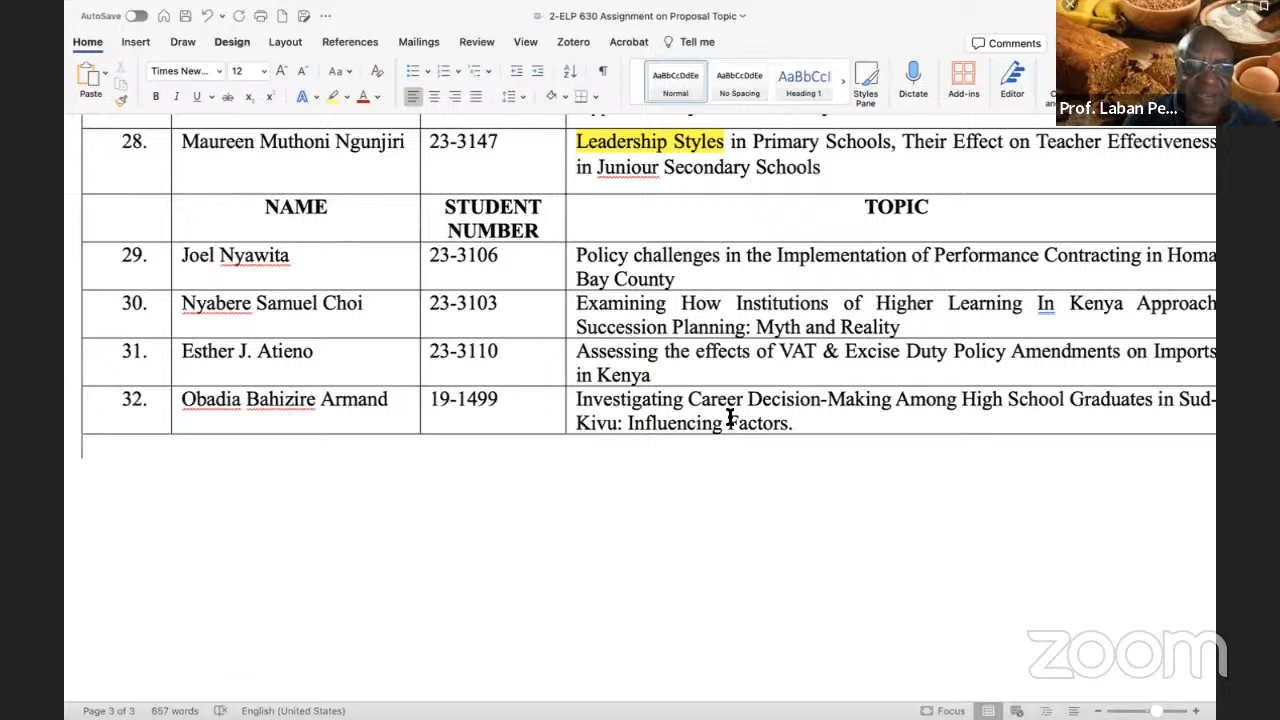 AutoSave
2-ELP 630 Assignment on Proposal Topic
Home Insert Draw Design Layout References Mailings Review View Zotero Acrobat Tell me
Comments
Paste
Times New... 12
AaBbCcDdEe AaBbCcDdEe AaBbCcI
Normal No Spacing Heading 1
Styles Pane
Dictate
Add-ins
Editor
Prof. Laban Pe...
28. Maureen Muthoni Ngunjiri 23-3147 Leadership Styles in Primary Schools, Their Effect on Teacher Effectiveness
in Juniour Secondary Schools
NAME STUDENT NUMBER TOPIC
29. Joel Nyawita 23-3106 Policy challenges in the Implementation of Performance Contracting in Homa
Bay County
30. Nyabere Samuel Choi 23-3103 Examining How Institutions of Higher Learning In Kenya Approach
Succession Planning: Myth and Reality
31. Esther J. Atieno 23-3110 Assessing the effects of VAT & Excise Duty Policy Amendments on Imports
in Kenya
32. Obadia Bahizire Armand 19-1499 Investigating Career Decision-Making Among High School Graduates in Sud-
Kivu: Influencing Factors.
zoom
Page 3 of 3 657 words English (United States) Focus